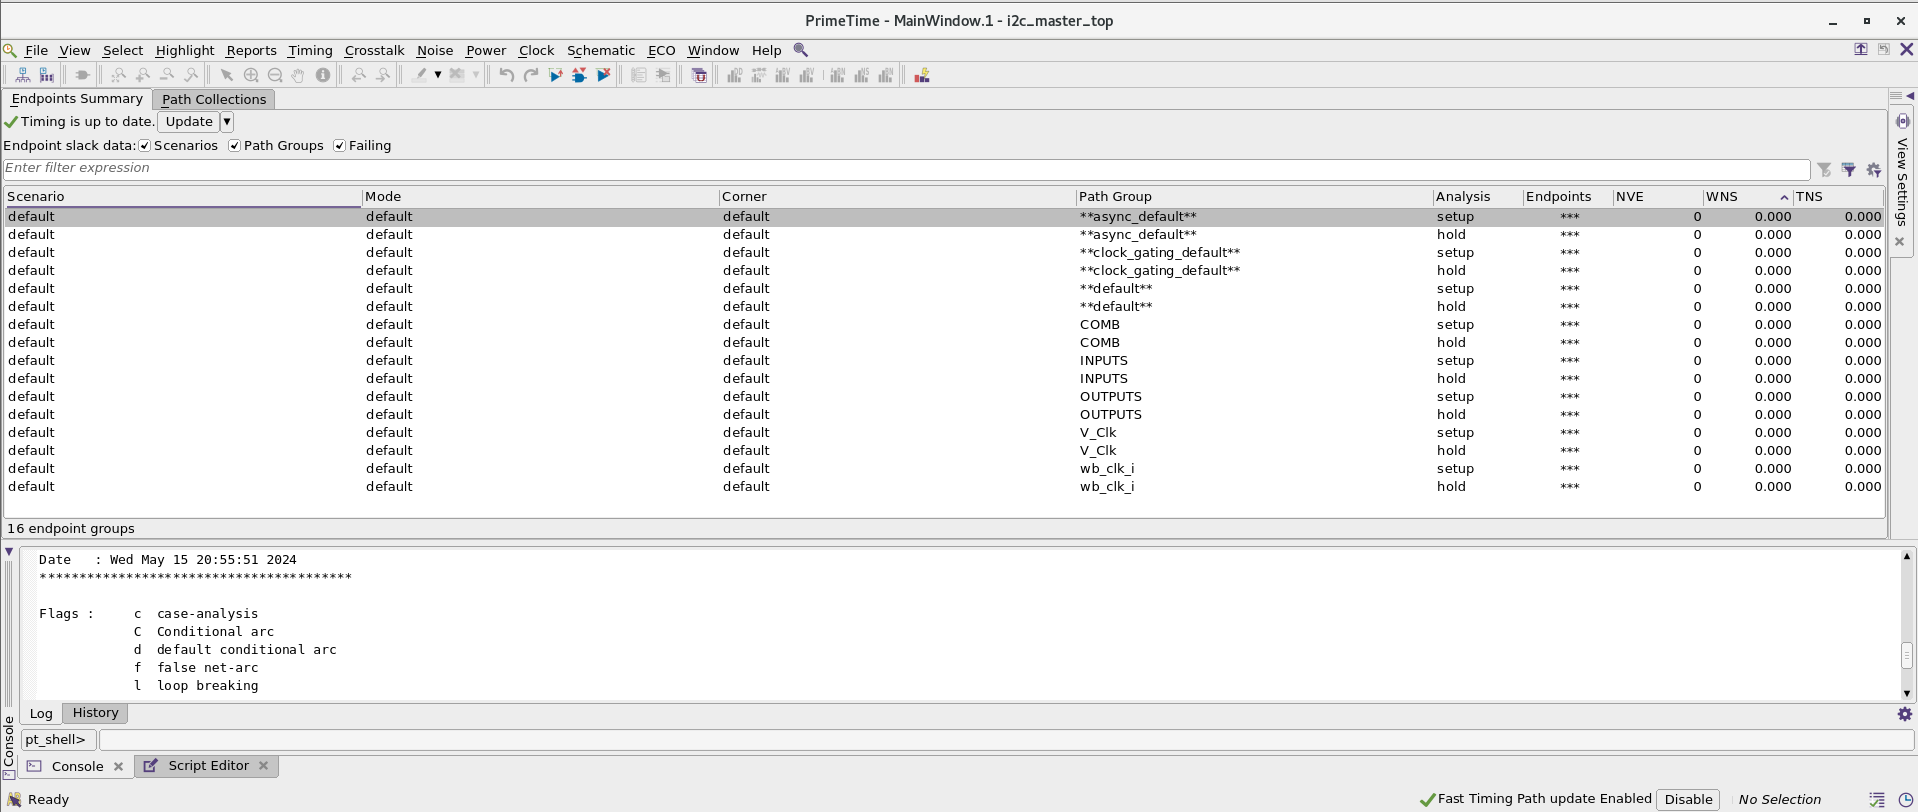 PrimeTime - MainWindow.1 - i2c_master_top
File View Select Highlight Reports Timing Crosstalk Noise Power Clock Schematic ECO Window Help
Endpoints Summary Path Collections
Timing is up to date. Update
Endpoint slack data: Scenarios Path Groups Failing
Enter filter expression
Scenario Mode Corner Path Group Analysis Endpoints NVE WNS TNS
default default default **async_default** setup *** 0 0.000 0.000
default default default **async_default** hold *** 0 0.000 0.000
default default default **clock_gating_default** setup *** 0 0.000 0.000
default default default **clock_gating_default** hold *** 0 0.000 0.000
default default default **default** setup *** 0 0.000 0.000
default default default **default** hold *** 0 0.000 0.000
default default default COMB setup *** 0 0.000 0.000
default default default COMB hold *** 0 0.000 0.000
default default default INPUTS setup *** 0 0.000 0.000
default default default INPUTS hold *** 0 0.000 0.000
default default default OUTPUTS setup *** 0 0.000 0.000
default default default OUTPUTS hold *** 0 0.000 0.000
default default default V_Clk setup *** 0 0.000 0.000
default default default V_Clk hold *** 0 0.000 0.000
default default default wb_clk_i setup *** 0 0.000 0.000
default default default wb_clk_i hold *** 0 0.000 0.000
16 endpoint groups
View Settings
Date : Wed May 15 20:55:51 2024
****************************************
Flags : c case-analysis
C Conditional arc
d default conditional arc
f false net-arc
l loop breaking
Log History
pt_shell>
Console
Console Script Editor
Ready Fast Timing Path update Enabled Disable No Selection